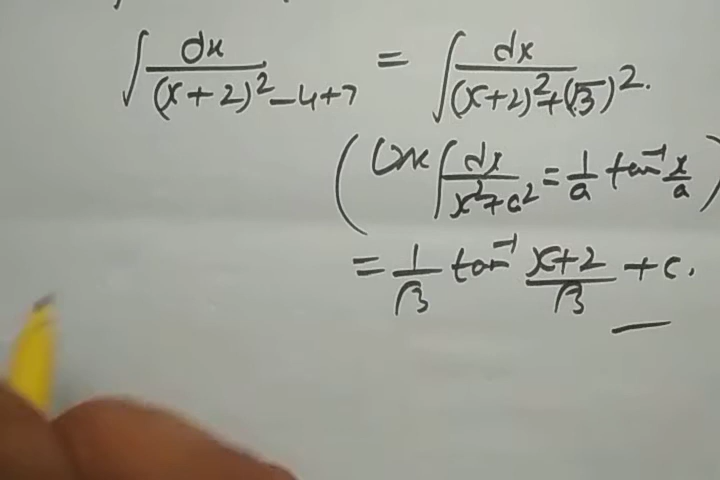 ∫ dx/((x+2)² - 4 + 7) = ∫ dx/((x+2)² + (√3)²).
( ∫ dx/(x² + a²) = 1/a tan⁻¹ x/a )
= 1/√3 tan⁻¹ (x+2)/√3 + c.